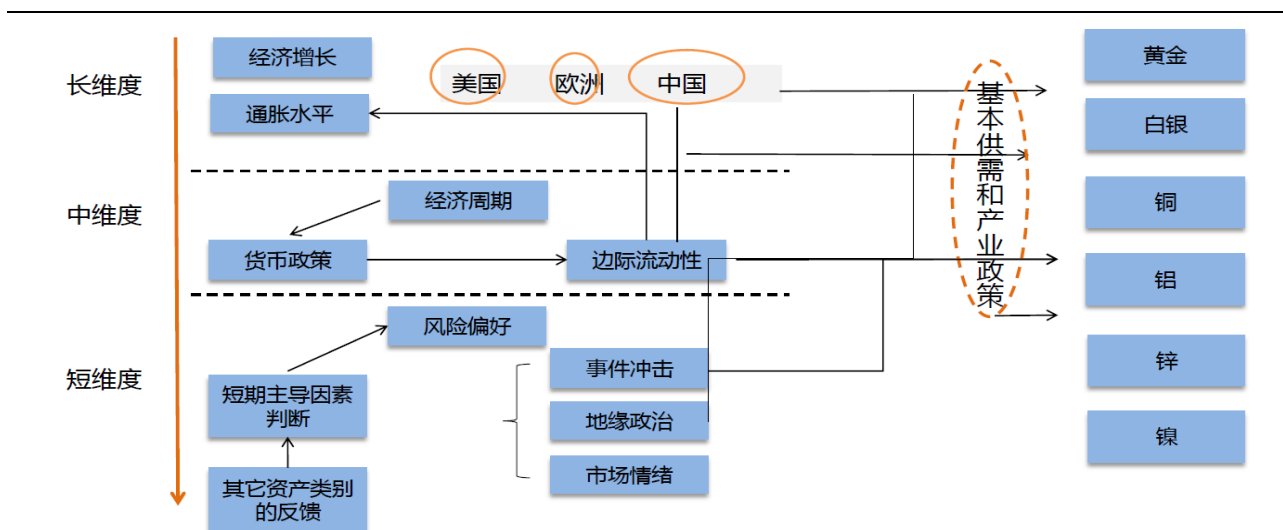 经济增长
长维度
美国 欧洲 中国
通胀水平
中维度
经济周期
货币政策
边际流动性
短维度
风险偏好
短期主导因素
判断
其它资产类别
的反馈
事件冲击
地缘政治
市场情绪
基本供需和产业政策
黄金
白银
铜
铝
锌
镍